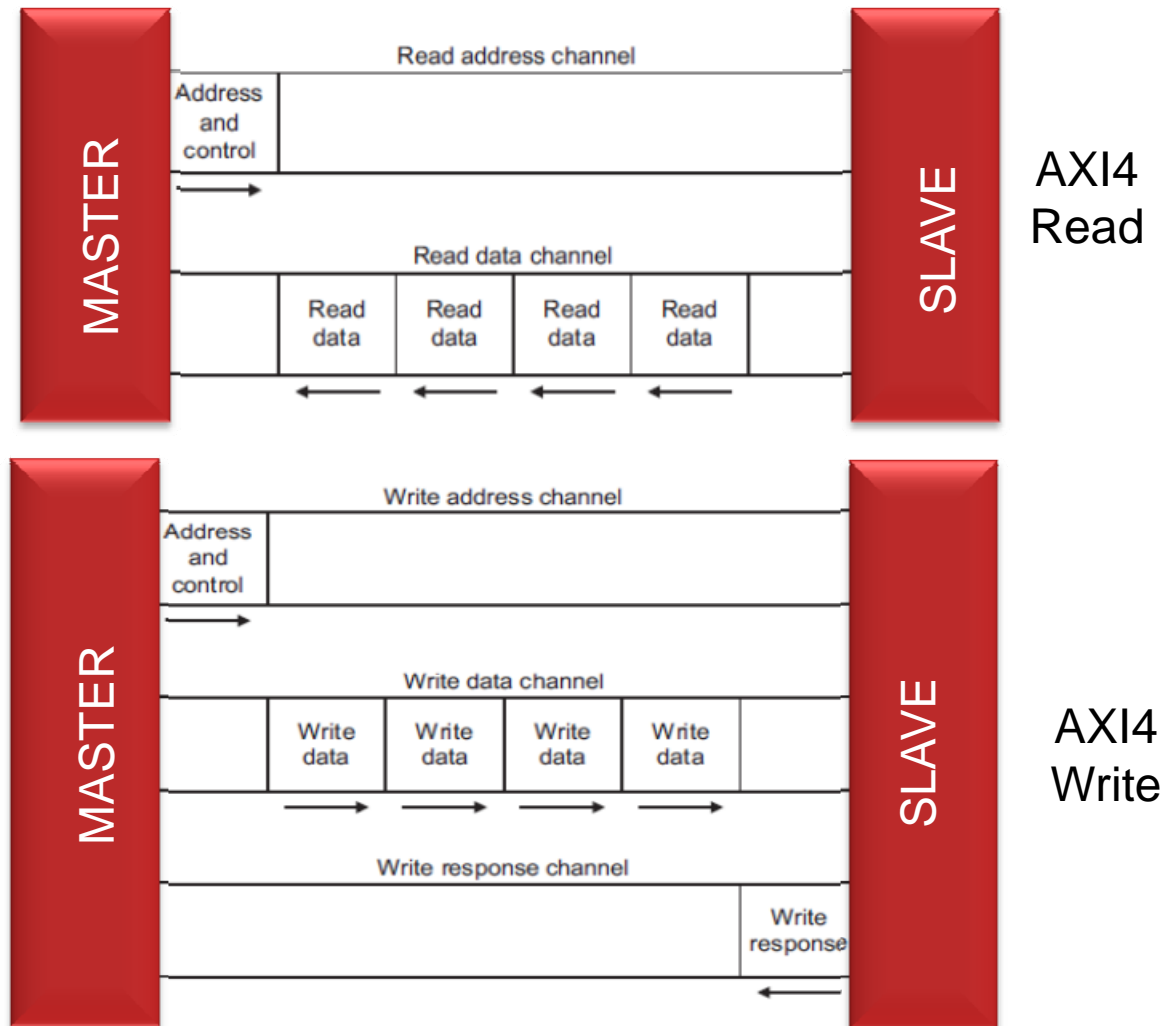 Read address channel
MASTER
Address
and
control
SLAVE
AXI4
Read
Read data channel
Read
data
Read
data
Read
data
Read
data
Write address channel
MASTER
Address
and
control
SLAVE
AXI4
Write
Write data channel
Write
data
Write
data
Write
data
Write
data
Write response channel
Write
response